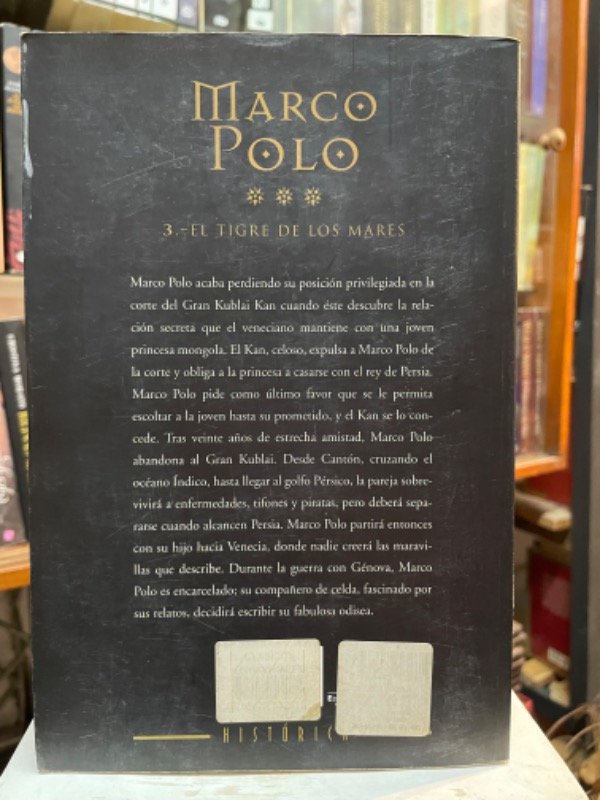 MARCO
POLO
3.-EL TIGRE DE LOS MARES
Marco Polo acaba perdiendo su posición privilegiada en la
corte del Gran Kublai Kan cuando éste descubre la rela-
ción secreta que el veneciano mantiene con una joven
princesa mongola. El Kan, celoso, expulsa a Marco Polo de
la corte y obliga a la princesa a casarse con el rey de Persia.
Marco Polo pide como último favor que se le permita
escoltar a la joven hasta su prometido, y el Kan se lo con-
cede. Tras veinte años de estrecha amistad, Marco Polo
abandona al Gran Kublai. Desde Cantón, cruzando el
océano Índico, hasta llegar al golfo Pérsico, la pareja sobre-
vivirá a enfermedades, tifones y piratas, pero deberá sepa-
rarse cuando alcancen Persia. Marco Polo partirá entonces
con su hijo hacia Venecia, donde nadie creerá las maravi-
llas que describe. Durante la guerra con Génova, Marco
Polo es encarcelado; su compañero de celda, fascinado por
sus relatos, decidirá escribir su fabulosa odisea.
HISTÓRICA